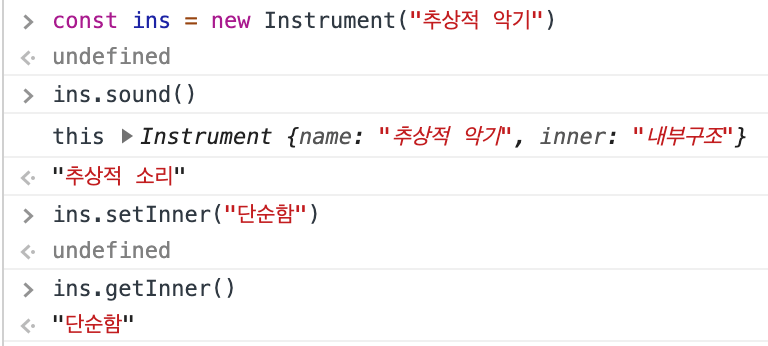 > const ins = new Instrument("추상적 악기")
<· undefined
> ins.sound()
this ▶Instrument {name: "추상적 악기", inner: "내부구조"}
<· "추상적 소리"
> ins.setInner("단순함")
<· undefined
> ins.getInner()
<· "단순함"